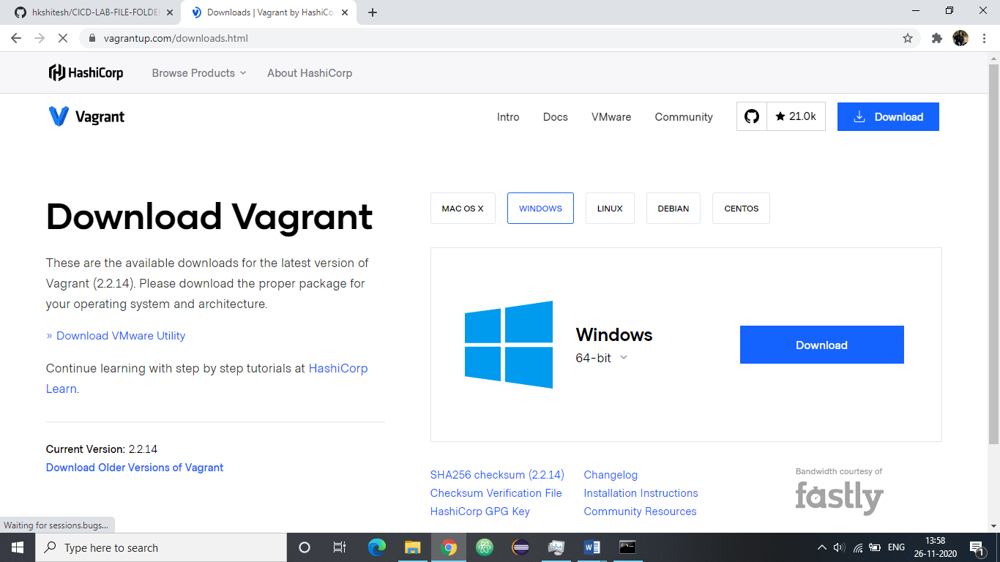 hkshitesh/CICD-LAB-FILE-FOLDE
Downloads | Vagrant by HashiCo
vagrantup.com/downloads.html
HashiCorp
Browse Products
About HashiCorp
Vagrant
Intro
Docs
VMware
Community
21.0k
Download
Download Vagrant
These are the available downloads for the latest version of
Vagrant (2.2.14). Please download the proper package for
your operating system and architecture.
» Download VMware Utility
Continue learning with step by step tutorials at HashiCorp
Learn.
Current Version: 2.2.14
Download Older Versions of Vagrant
MAC OS X
WINDOWS
LINUX
DEBIAN
CENTOS
Windows
64-bit
Download
SHA256 checksum (2.2.14)
Checksum Verification File
HashiCorp GPG Key
Changelog
Installation Instructions
Community Resources
Bandwidth courtesy of
fastly
Waiting for sessions.bugs...
Type here to search
ENG
13:58
26-11-2020
1